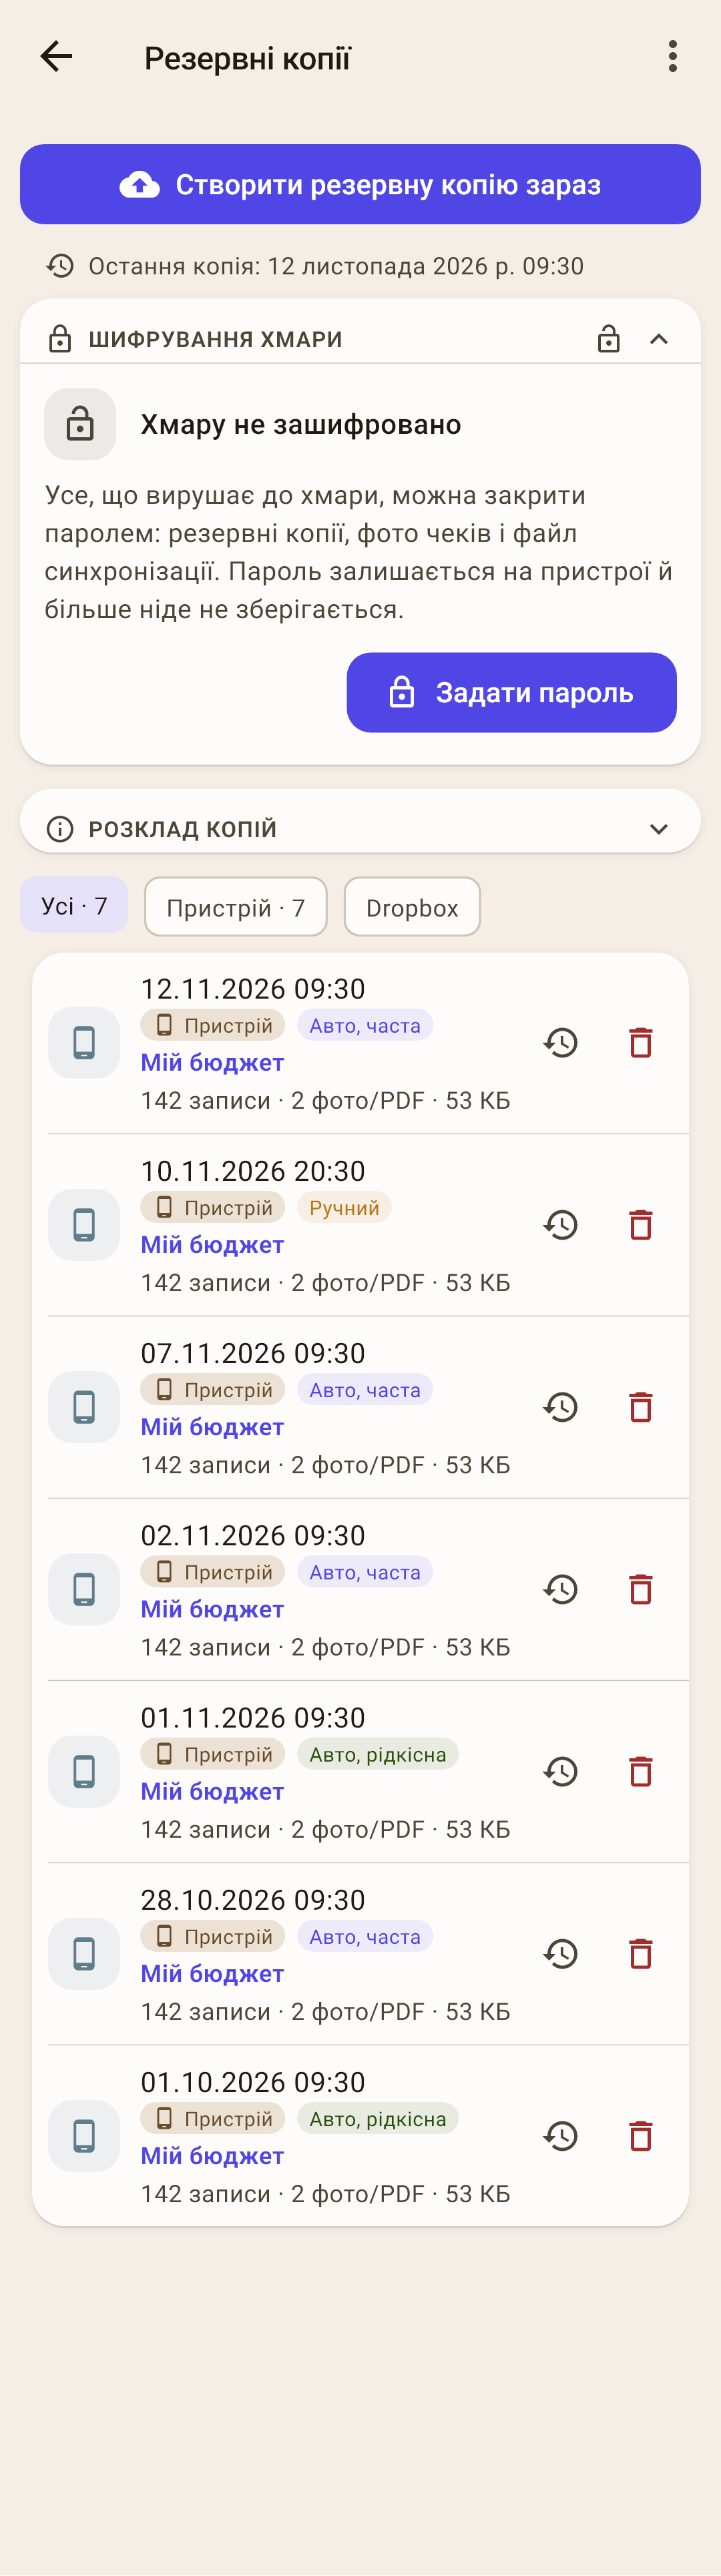 Резервні копії
Створити резервну копію зараз
Остання копія: 12 листопада 2026 р. 09:30
ШИФРУВАННЯ ХМАРИ
Хмару не зашифровано
Усе, що вирушає до хмари, можна закрити
паролем: резервні копії, фото чеків і файл
синхронізації. Пароль залишається на пристрої й
більше ніде не зберігається.
Задати пароль
РОЗКЛАД КОПІЙ
Усі · 7 Пристрій · 7 Dropbox
12.11.2026 09:30
Пристрій Авто, часта
Мій бюджет
142 записи · 2 фото/PDF · 53 КБ
10.11.2026 20:30
Пристрій Ручний
Мій бюджет
142 записи · 2 фото/PDF · 53 КБ
07.11.2026 09:30
Пристрій Авто, часта
Мій бюджет
142 записи · 2 фото/PDF · 53 КБ
02.11.2026 09:30
Пристрій Авто, часта
Мій бюджет
142 записи · 2 фото/PDF · 53 КБ
01.11.2026 09:30
Пристрій Авто, рідкісна
Мій бюджет
142 записи · 2 фото/PDF · 53 КБ
28.10.2026 09:30
Пристрій Авто, часта
Мій бюджет
142 записи · 2 фото/PDF · 53 КБ
01.10.2026 09:30
Пристрій Авто, рідкісна
Мій бюджет
142 записи · 2 фото/PDF · 53 КБ